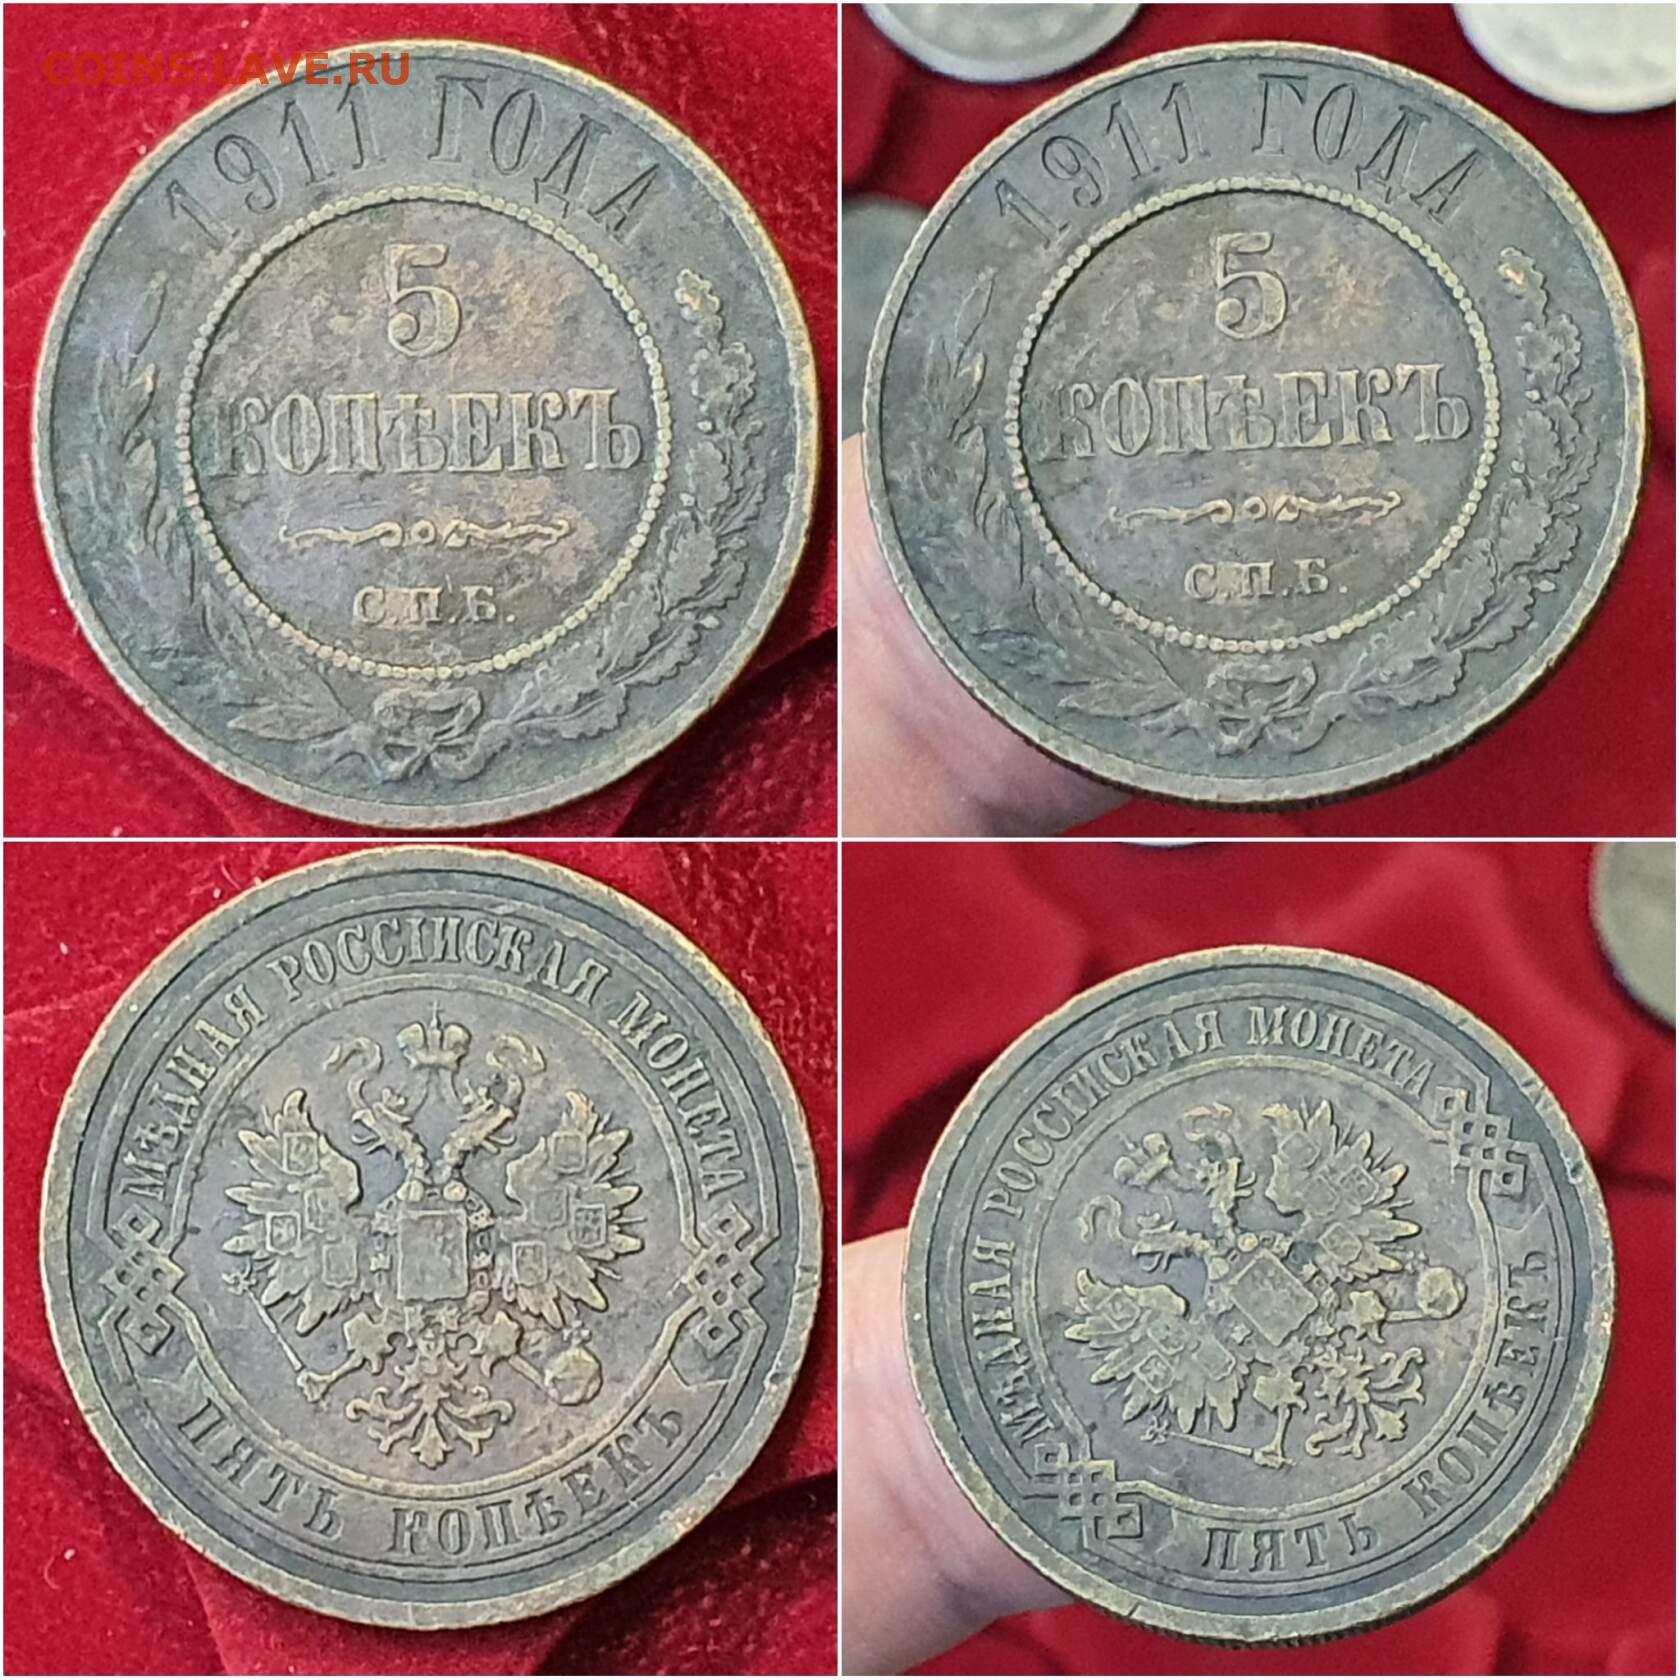 COINS.LAVE.RU
1911 ГОДА
5
КОПѢЕКЪ
С.П.Б.
1911 ГОДА
5
КОПѢЕКЪ
С.П.Б.
МѢДНАЯ РОССІЙСКАЯ МОНЕТА
ПЯТЬ КОПѢЕКЪ
МѢДНАЯ РОССІЙСКАЯ МОНЕТА
ПЯТЬ КОПѢЕКЪ